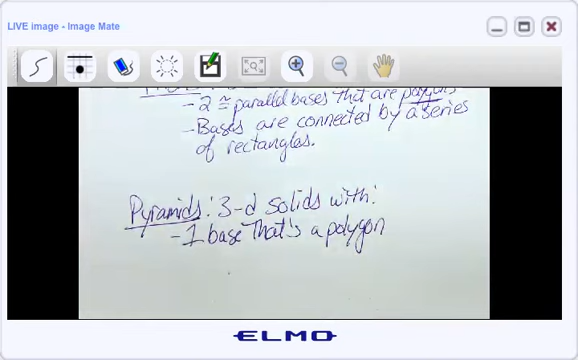 LIVE image - Image Mate
- 2 ≅ parallel bases that are polygons
- Bases are connected by a series
of rectangles.
Pyramids: 3-d solids with:
- 1 base that's a polygon
ELMO